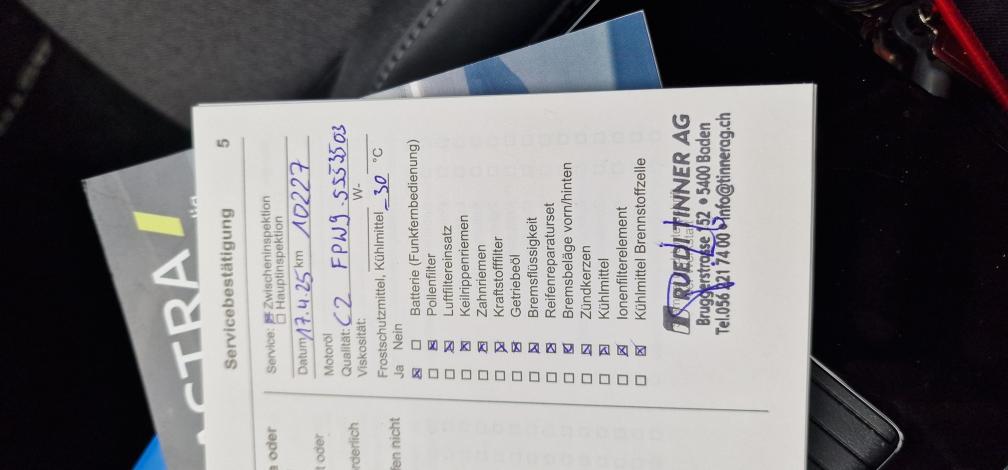 ASTRA
Servicebestätigung 5
Service: ☒ Zwischeninspektion
☐ Hauptinspektion
Datum 17.4.25 km 10227
Motoröl
Qualität: C2 FPW9.5553503
Viskosität: W-
Frostschutzmittel, Kühlmittel -30 °C
Ja Nein
☒ ☐ Batterie (Funkfernbedienung)
☐ ☒ Pollenfilter
☐ ☒ Luftfiltereinsatz
☐ ☒ Keilrippenriemen
☐ ☒ Zahnriemen
☐ ☒ Kraftstofffilter
☐ ☒ Getriebeöl
☐ ☒ Bremsflüssigkeit
☐ ☒ Reifenreparaturset
☐ ☒ Bremsbeläge vorn/hinten
☐ ☒ Zündkerzen
☐ ☒ Kühlmittel
☐ ☒ Ionenfilterelement
☐ ☒ Kühlmittel Brennstoffzelle
RUEDI TINNER AG
Bruggerstrasse 152 • 5400 Baden
Tel.056 221 74 00 • info@tinnerag.ch
oder
t oder
rderlich
fen nicht